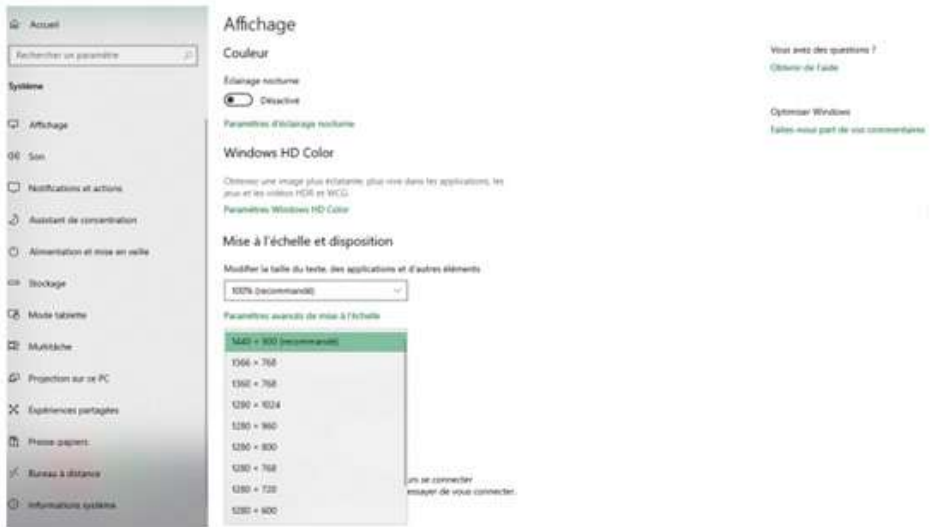 Accueil
Rechercher un paramètre
Système
Affichage
Son
Notifications et actions
Assistant de concentration
Alimentation et mise en veille
Stockage
Mode tablette
Multitâche
Projection sur ce PC
Expériences partagées
Presse-papiers
Bureau à distance
Informations système
Affichage
Couleur
Éclairage nocturne
Désactivé
Paramètres d'éclairage nocturne
Windows HD Color
Obtenez une image plus éclatante, plus vive dans les applications, les
jeux et les vidéos HDR et WCG.
Paramètres Windows HD Color
Mise à l'échelle et disposition
Modifier la taille du texte, des applications et d'autres éléments
100% (recommandé)
Paramètres avancés de mise à l'échelle
1440 × 900 (recommandé)
1366 × 768
1360 × 768
1280 × 1024
1280 × 960
1280 × 800
1280 × 768
1280 × 720
1280 × 600
urs se connecter
essayer de vous connecter.
Vous avez des questions ?
Obtenir de l'aide
Optimiser Windows
Faites-nous part de vos commentaires